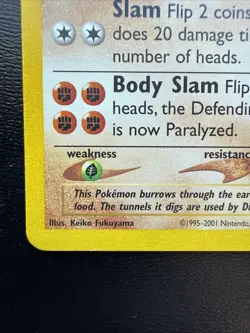 Slam Flip 2 coins
does 20 damage ti
number of heads.
Body Slam Flip
heads, the Defendin
is now Paralyzed.
weakness resistanc
This Pokémon burrows through the ear
food. The tunnels it digs are used by Di
Illus. Keiko Fukuyama ©1995-2001 Nintendo,